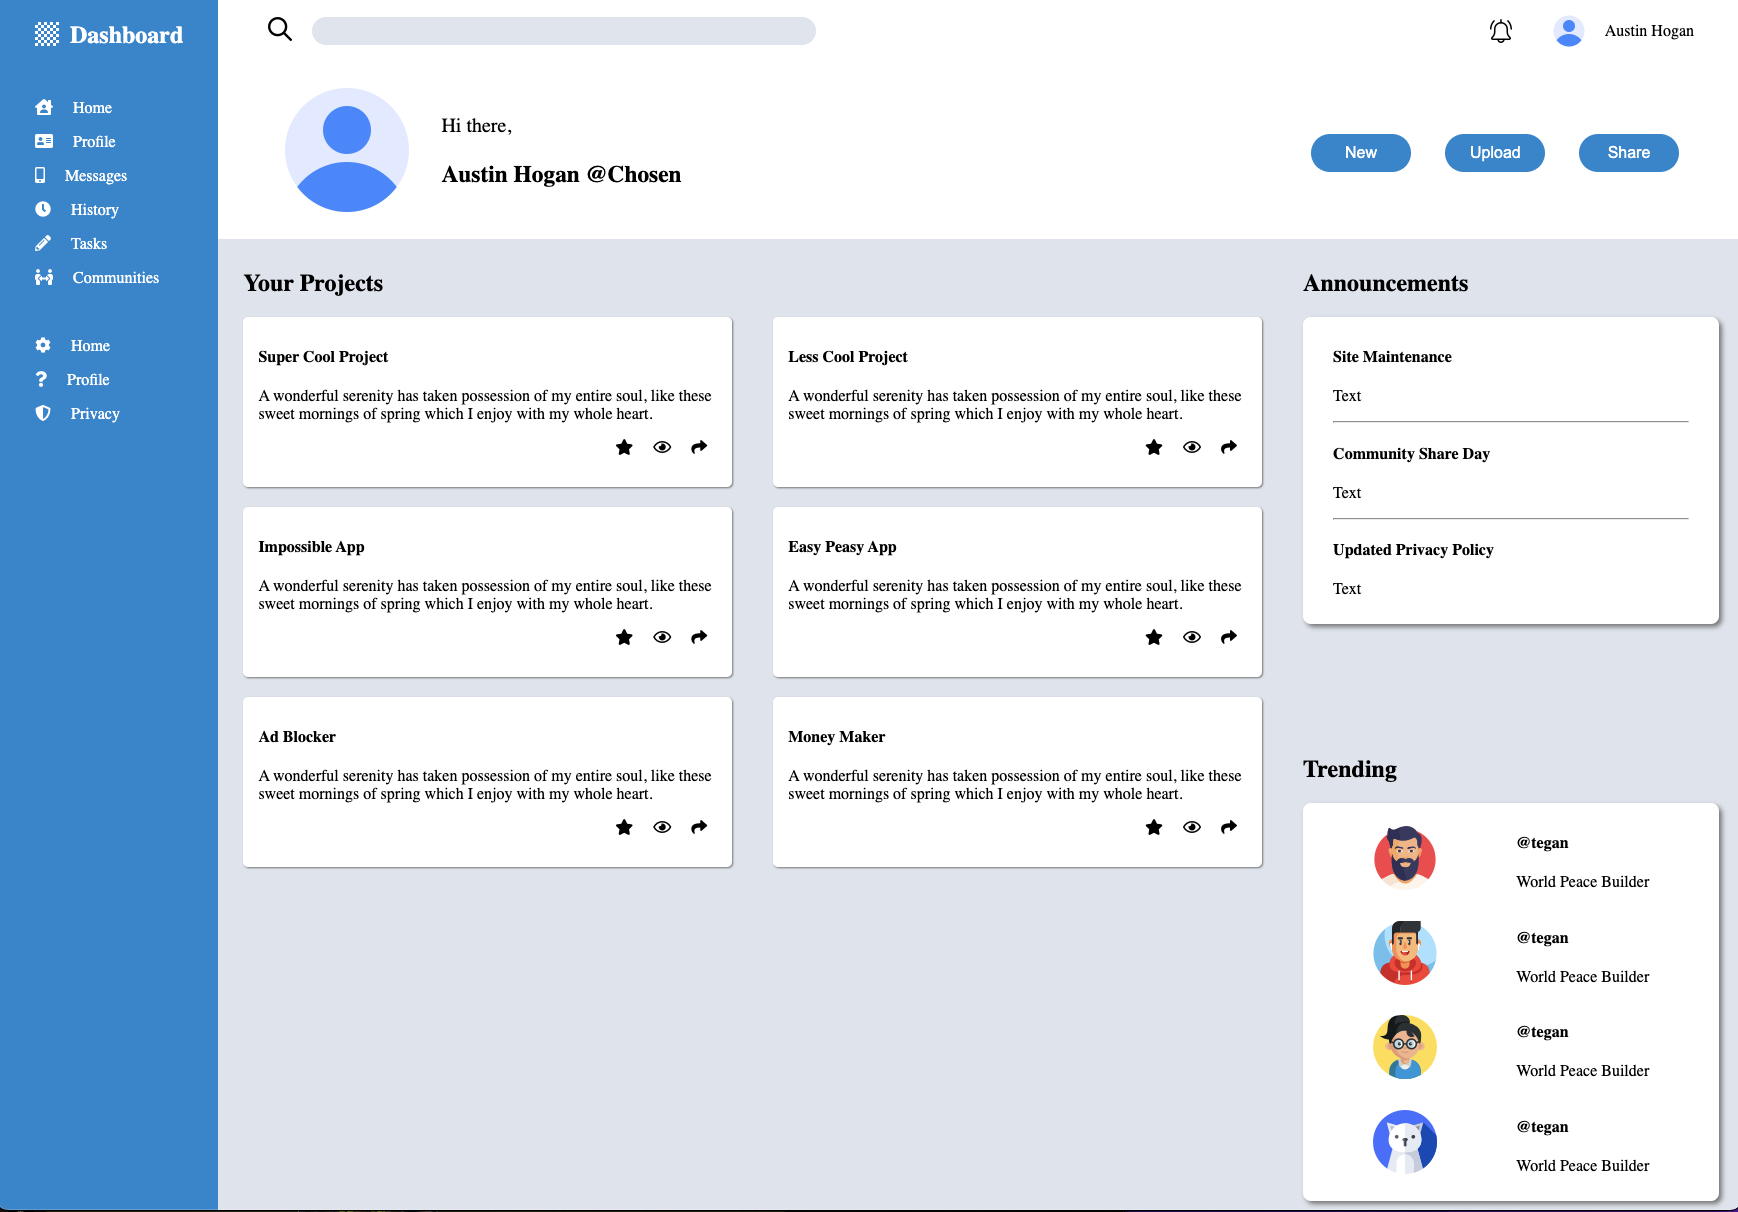 Dashboard
Home
Profile
Messages
History
Tasks
Communities
Home
Profile
Privacy
Austin Hogan
Hi there,
Austin Hogan @Chosen
New
Upload
Share
Your Projects
Super Cool Project
A wonderful serenity has taken possession of my entire soul, like these
sweet mornings of spring which I enjoy with my whole heart.
Less Cool Project
A wonderful serenity has taken possession of my entire soul, like these
sweet mornings of spring which I enjoy with my whole heart.
Impossible App
A wonderful serenity has taken possession of my entire soul, like these
sweet mornings of spring which I enjoy with my whole heart.
Easy Peasy App
A wonderful serenity has taken possession of my entire soul, like these
sweet mornings of spring which I enjoy with my whole heart.
Ad Blocker
A wonderful serenity has taken possession of my entire soul, like these
sweet mornings of spring which I enjoy with my whole heart.
Money Maker
A wonderful serenity has taken possession of my entire soul, like these
sweet mornings of spring which I enjoy with my whole heart.
Announcements
Site Maintenance
Text
Community Share Day
Text
Updated Privacy Policy
Text
Trending
@tegan
World Peace Builder
@tegan
World Peace Builder
@tegan
World Peace Builder
@tegan
World Peace Builder